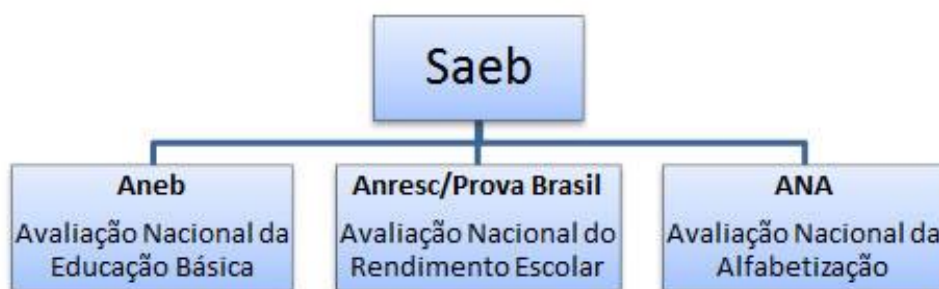 Saeb
Aneb
Avaliação Nacional da
Educação Básica
Anresc/Prova Brasil
Avaliação Nacional do
Rendimento Escolar
ANA
Avaliação Nacional da
Alfabetização